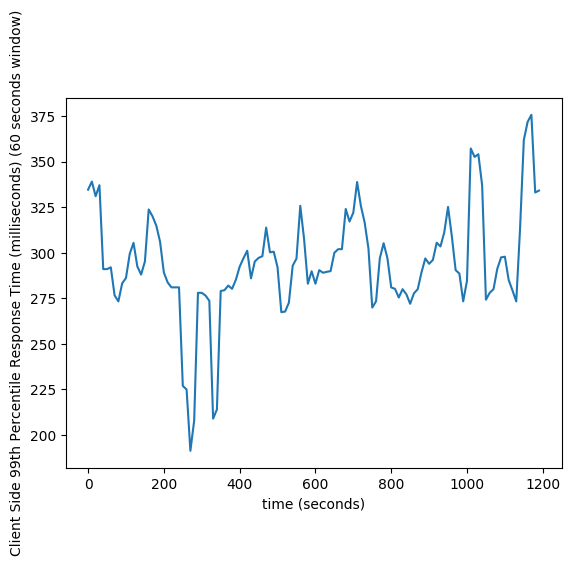 Client Side 99th Percentile Response Time (milliseconds) (60 seconds window)
375
350
325
300
275
250
225
200
0 200 400 600 800 1000 1200
time (seconds)